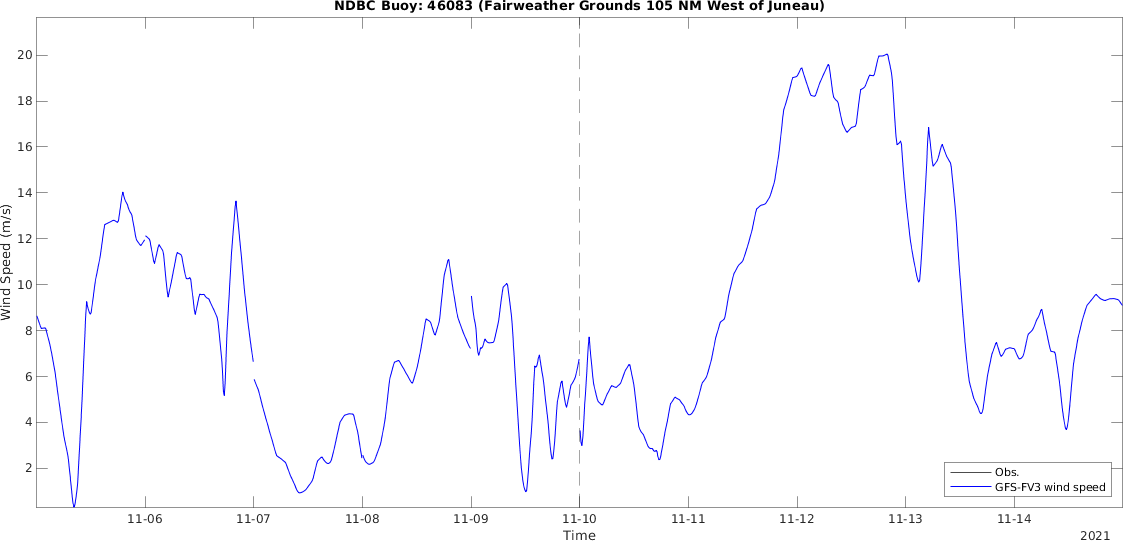 NDBC Buoy: 46083 (Fairweather Grounds 105 NM West of Juneau)
Wind Speed (m/s)
20
18
16
14
12
10
8
6
4
2
Obs.
GFS-FV3 wind speed
11-06 11-07 11-08 11-09 11-10 11-11 11-12 11-13 11-14
Time
2021